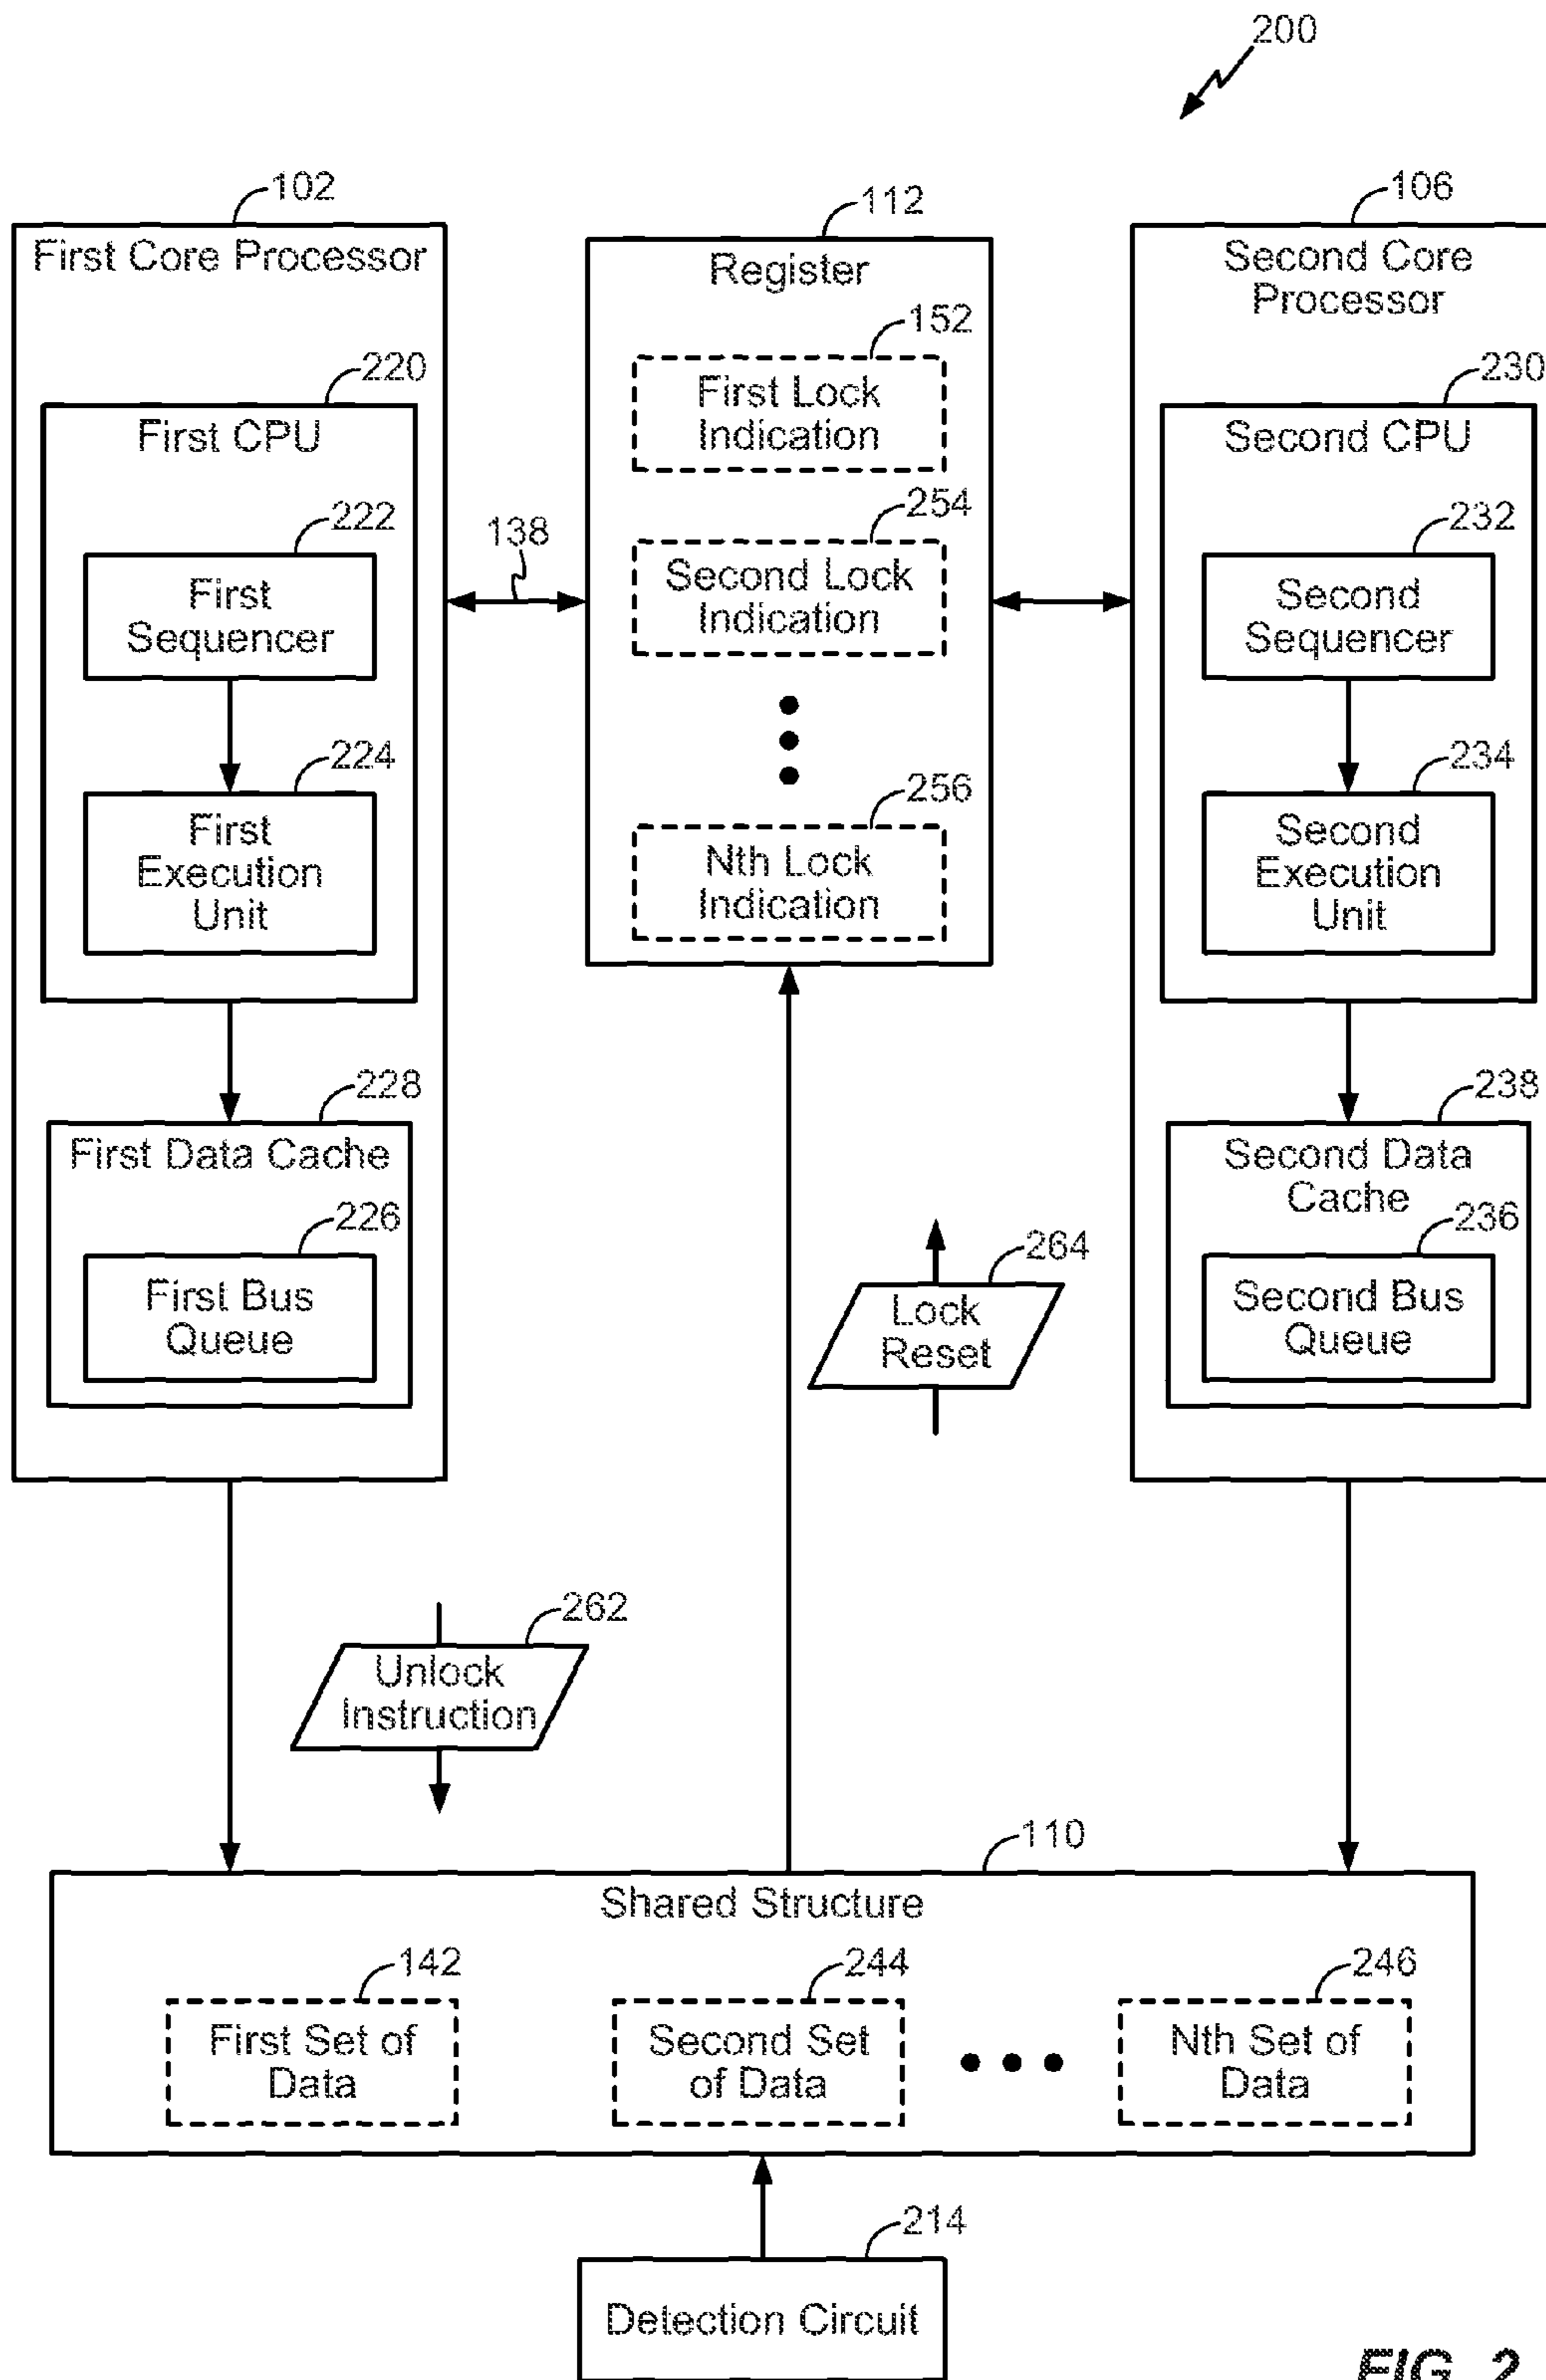 200
102
First Core Processor
220
First CPU
222
First
Sequencer
224
First
Execution
Unit
228
First Data Cache
226
First Bus
Queue
138
112
Register
152
First Lock
Indication
254
Second Lock
Indication
256
Nth Lock
Indication
106
Second Core
Processor
230
Second CPU
232
Second
Sequencer
234
Second
Execution
Unit
238
Second Data
Cache
236
Second Bus
Queue
264
Lock
Reset
262
Unlock
Instruction
110
Shared Structure
142
First Set of
Data
244
Second Set
of Data
246
Nth Set of
Data
214
Detection Circuit
FIG. 2